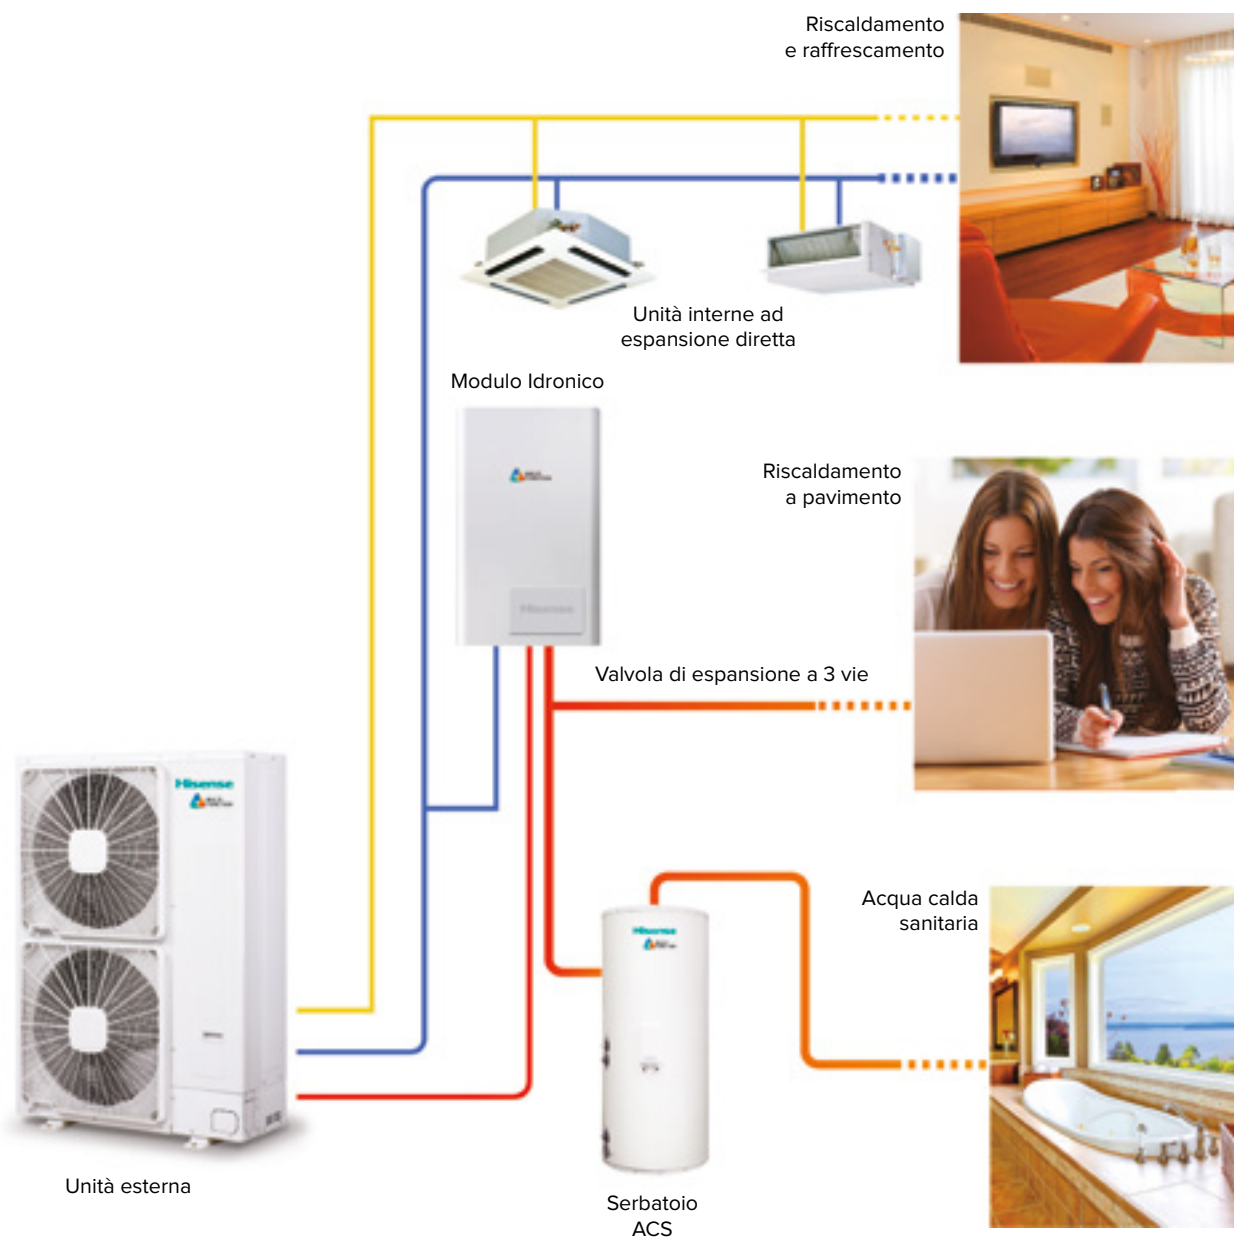 Riscaldamento
e raffrescamento
Unità interne ad
espansione diretta
Modulo Idronico
Hisense
Riscaldamento
a pavimento
Valvola di espansione a 3 vie
Hisense
Acqua calda
sanitaria
Hisense
Unità esterna
Serbatoio
ACS